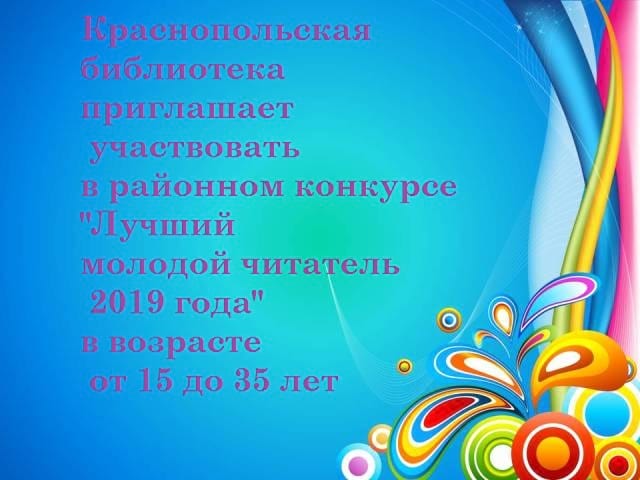 Краснопольская
библиотека
приглашает
участвовать
в районном конкурсе
"Лучший
молодой читатель
2019 года"
в возрасте
от 15 до 35 лет